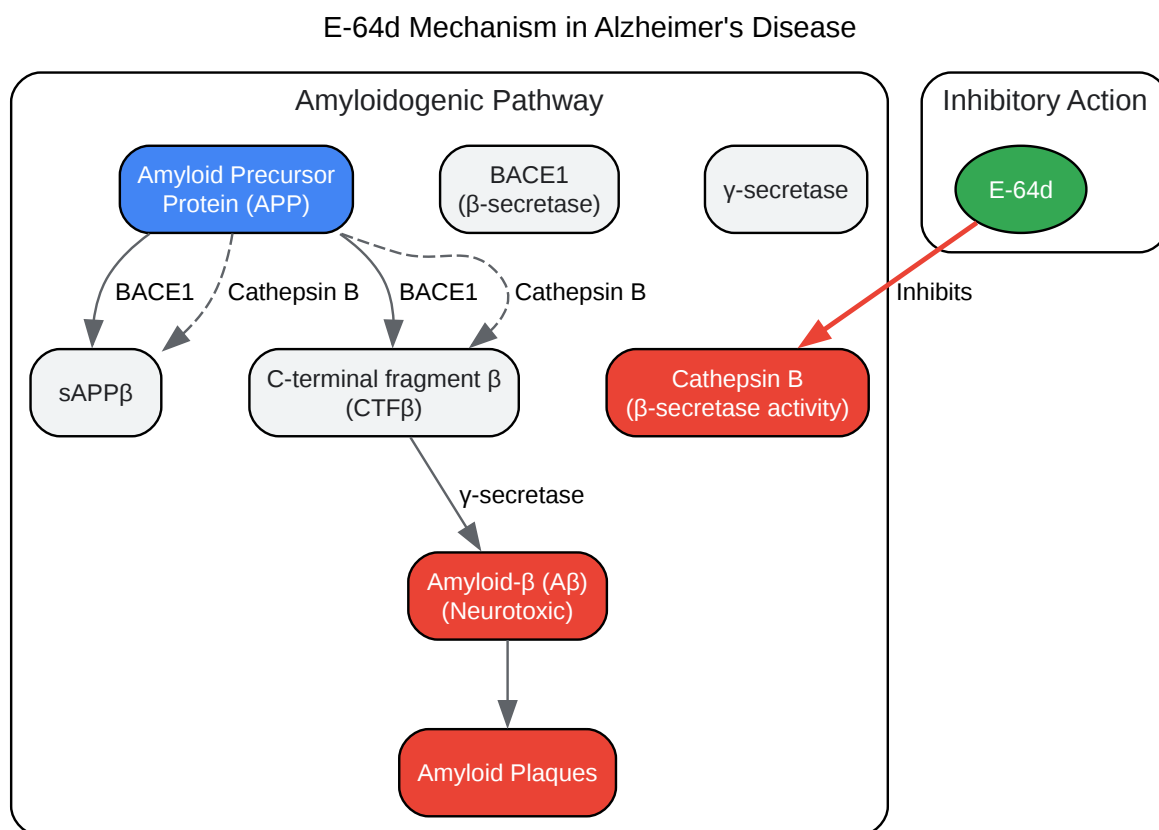 E-64d Mechanism in Alzheimer's Disease
Amyloidogenic Pathway
Inhibitory Action
Amyloid Precursor
Protein (APP)
BACE1
(β-secretase)
γ-secretase
E-64d
BACE1
Cathepsin B
BACE1
Cathepsin B
Inhibits
sAPPβ
C-terminal fragment β
(CTFβ)
Cathepsin B
(β-secretase activity)
γ-secretase
Amyloid-β (Aβ)
(Neurotoxic)
Amyloid Plaques